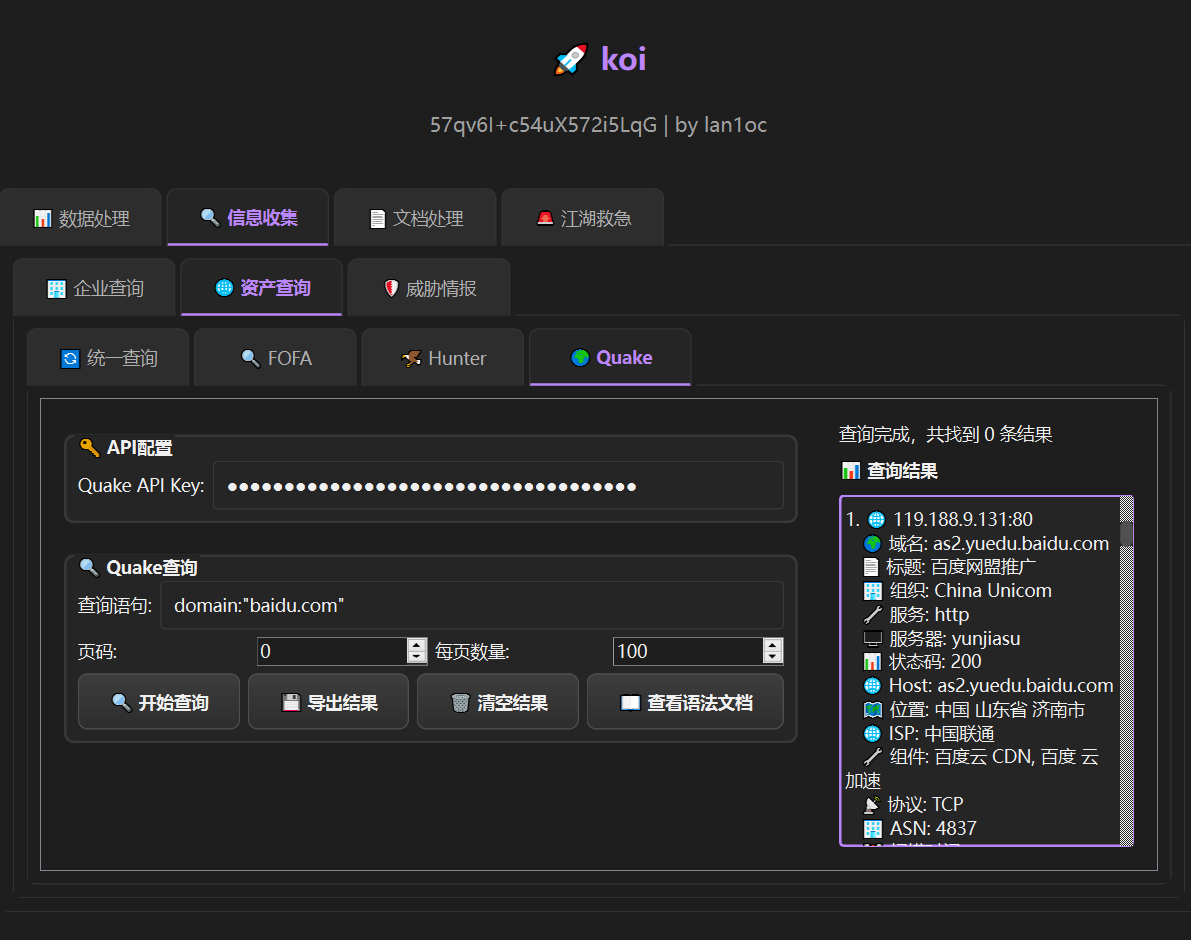 koi
57qv6I+c54uX572i5LqG | by lan1oc
数据处理
信息收集
文档处理
江湖救急
企业查询
资产查询
威胁情报
统一查询
FOFA
Hunter
Quake
API配置
Quake API Key: ●●●●●●●●●●●●●●●●●●●●●●●●●●●●●●●●●●●●
Quake查询
查询语句: domain:"baidu.com"
页码: 0 每页数量: 100
开始查询
导出结果
清空结果
查看语法文档
查询完成，共找到 0 条结果
查询结果
1. 119.188.9.131:80
域名: as2.yuedu.baidu.com
标题: 百度网盟推广
组织: China Unicom
服务: http
服务器: yunjiasu
状态码: 200
Host: as2.yuedu.baidu.com
位置: 中国 山东省 济南市
ISP: 中国联通
组件: 百度云 CDN, 百度 云
加速
协议: TCP
ASN: 4837